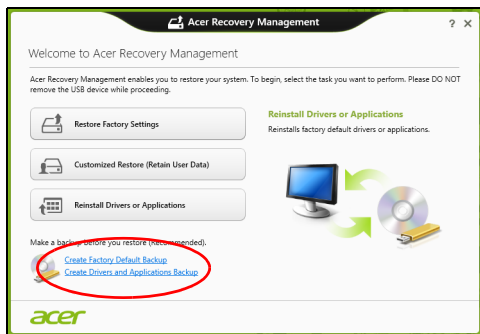 Acer Recovery Management
? X
Welcome to Acer Recovery Management
Acer Recovery Management enables you to restore your system. To begin, select the task you want to perform. Please DO NOT
remove the USB device while proceeding.
Restore Factory Settings
Customized Restore (Retain User Data)
Reinstall Drivers or Applications
Reinstall Drivers or Applications
Reinstalls factory default drivers or applications.
Make a backup before you restore (Recommended).
Create Factory Default Backup
Create Drivers and Applications Backup
acer